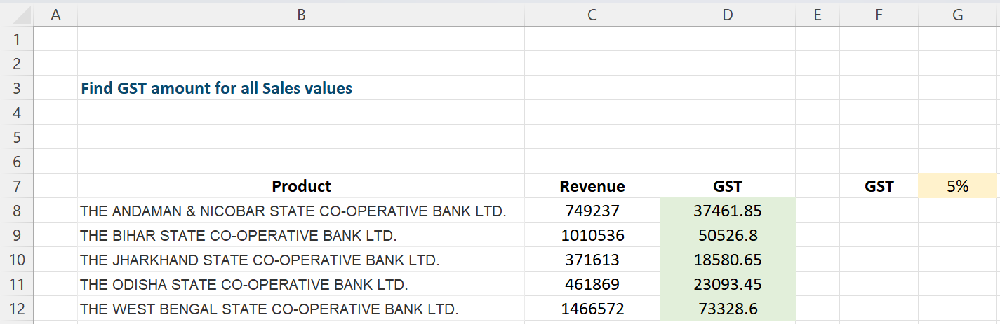 A B C D E F G
1
2
3 Find GST amount for all Sales values
4
5
6
7 Product Revenue GST GST 5%
8 THE ANDAMAN & NICOBAR STATE CO-OPERATIVE BANK LTD. 749237 37461.85
9 THE BIHAR STATE CO-OPERATIVE BANK LTD. 1010536 50526.8
10 THE JHARKHAND STATE CO-OPERATIVE BANK LTD. 371613 18580.65
11 THE ODISHA STATE CO-OPERATIVE BANK LTD. 461869 23093.45
12 THE WEST BENGAL STATE CO-OPERATIVE BANK LTD. 1466572 73328.6